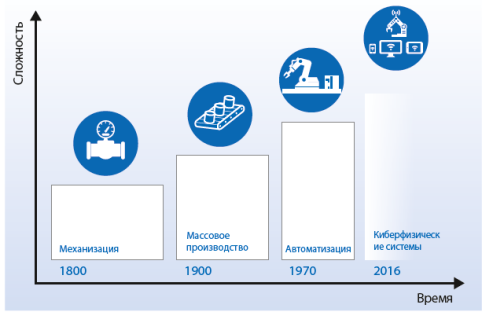 Сложность
Механизация
Массовое
производство
Автоматизация
Киберфизическ
ие системы
1800
1900
1970
2016
Время